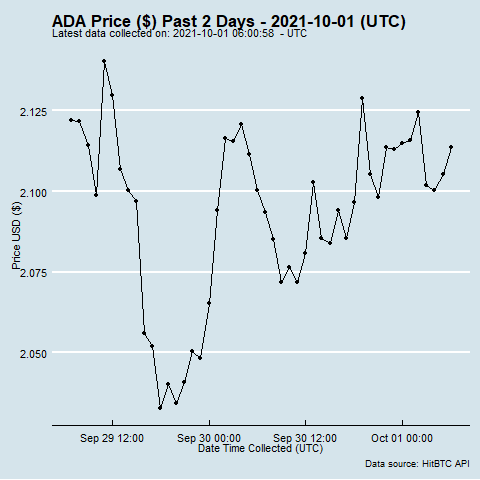 ADA Price ($) Past 2 Days - 2021-10-01 (UTC)
Latest data collected on: 2021-10-01 06:00:58 - UTC
2.125
2.100
2.075
2.050
Price USD ($)
Sep 29 12:00
Sep 30 00:00
Sep 30 12:00
Oct 01 00:00
Date Time Collected (UTC)
Data source: HitBTC API